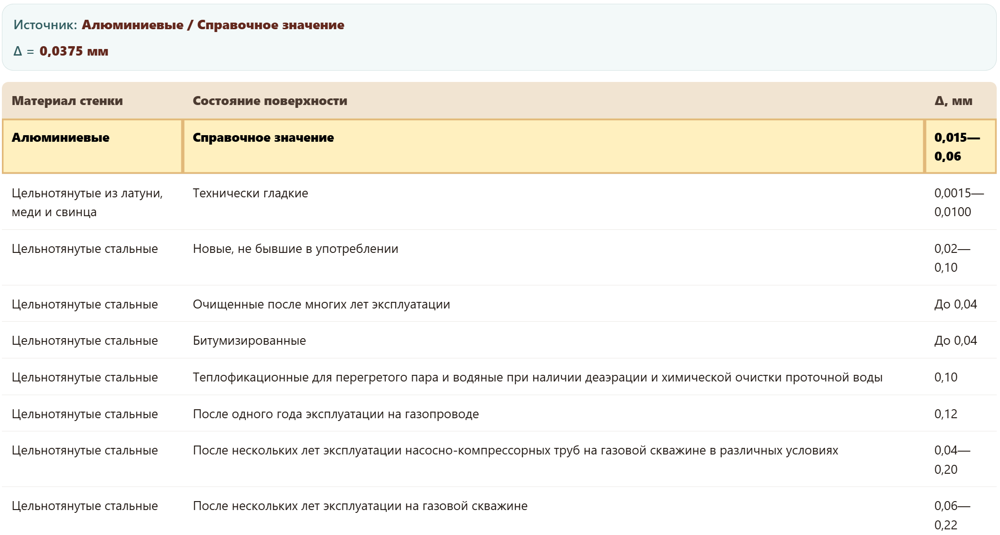 Источник: Алюминиевые / Справочное значение
Δ = 0,0375 мм
Материал стенки Состояние поверхности Δ, мм
Алюминиевые Справочное значение 0,015—
0,06
Цельнотянутые из латуни, Технически гладкие 0,0015—
меди и свинца 0,0100
Цельнотянутые стальные Новые, не бывшие в употреблении 0,02—
0,10
Цельнотянутые стальные Очищенные после многих лет эксплуатации До 0,04
Цельнотянутые стальные Битумизированные До 0,04
Цельнотянутые стальные Теплофикационные для перегретого пара и водяные при наличии деаэрации и химической очистки проточной воды 0,10
Цельнотянутые стальные После одного года эксплуатации на газопроводе 0,12
Цельнотянутые стальные После нескольких лет эксплуатации насосно-компрессорных труб на газовой скважине в различных условиях 0,04—
0,20
Цельнотянутые стальные После нескольких лет эксплуатации на газовой скважине 0,06—
0,22